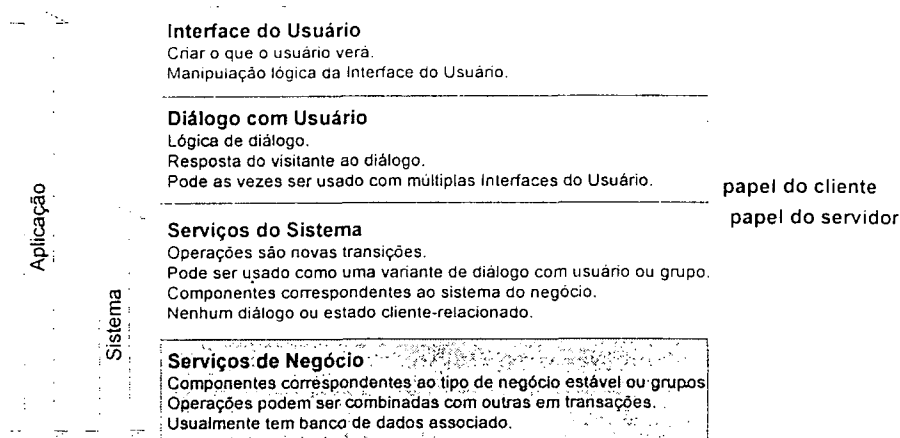 Interface do Usuário
Criar o que o usuário verá.
Manipulação lógica da Interface do Usuário.
Diálogo com Usuário
Lógica de diálogo.
Resposta do visitante ao diálogo.
Pode as vezes ser usado com múltiplas Interfaces do Usuário.
papel do cliente
papel do servidor
Aplicação
Serviços do Sistema
Operações são novas transições.
Pode ser usado como uma variante de diálogo com usuário ou grupo.
Componentes correspondentes ao sistema do negócio.
Nenhum diálogo ou estado cliente-relacionado.
Sistema
Serviços de Negócio
Componentes correspondentes ao tipo de negócio estável ou grupos
Operações podem ser combinadas com outras em transações.
Usualmente tem banco de dados associado.